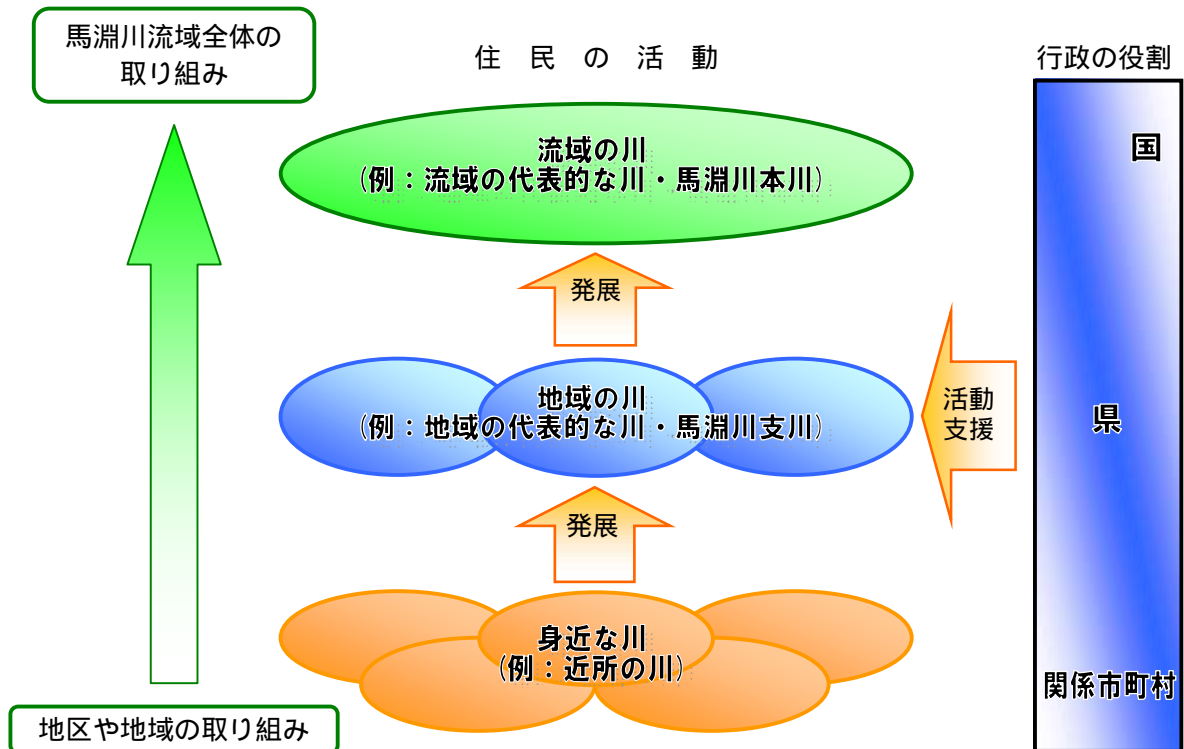 馬淵川流域全体の
取り組み
住民の活動
行政の役割
流域の川
(例：流域の代表的な川・馬淵川本川)
国
発展
地域の川
(例：地域の代表的な川・馬淵川支川)
活動
支援
県
発展
身近な川
(例：近所の川)
関係市町村
地区や地域の取り組み